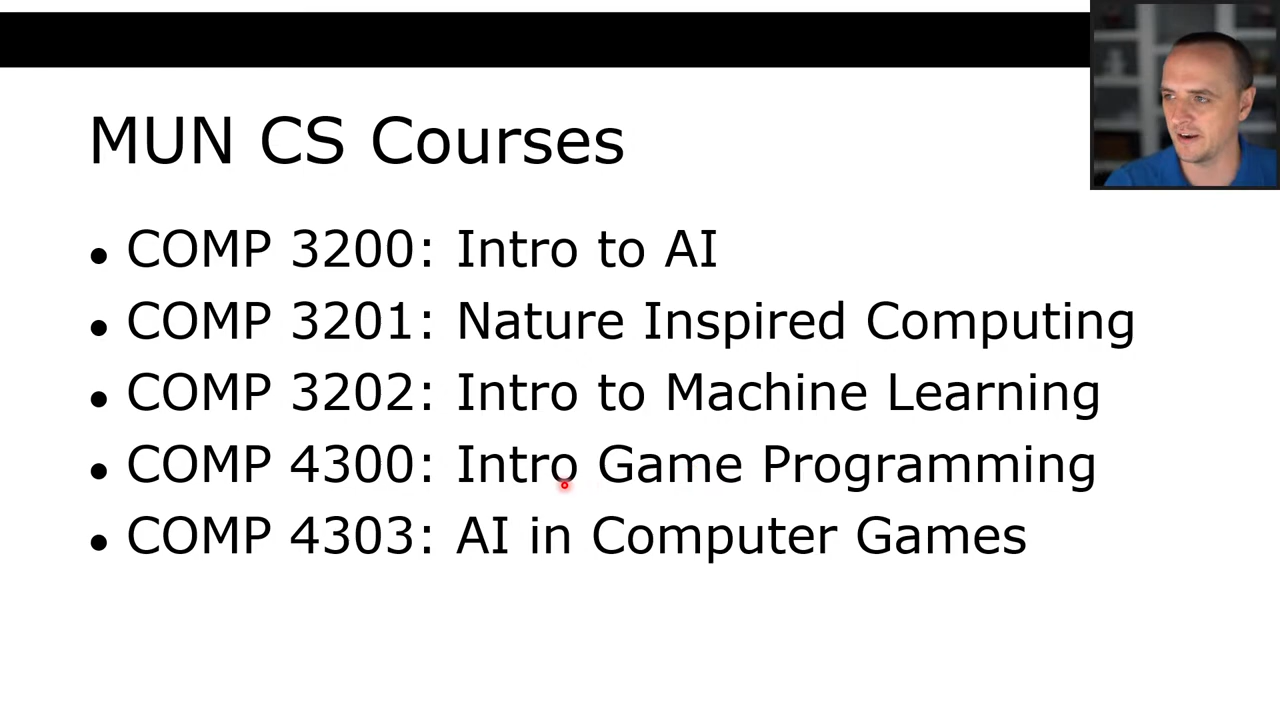 MUN CS Courses
• COMP 3200: Intro to AI
• COMP 3201: Nature Inspired Computing
• COMP 3202: Intro to Machine Learning
• COMP 4300: Intro Game Programming
• COMP 4303: AI in Computer Games